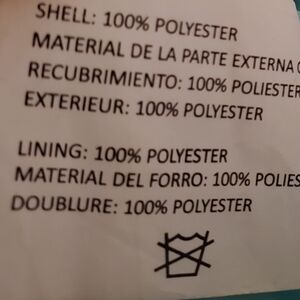 SHELL: 100% POLYESTER
MATERIAL DE LA PARTE EXTERNA
RECUBRIMIENTO: 100% POLIESTER
EXTERIEUR: 100% POLYESTER
LINING: 100% POLYESTER
MATERIAL DEL FORRO: 100% POLIES
DOUBLURE: 100% POLYESTER